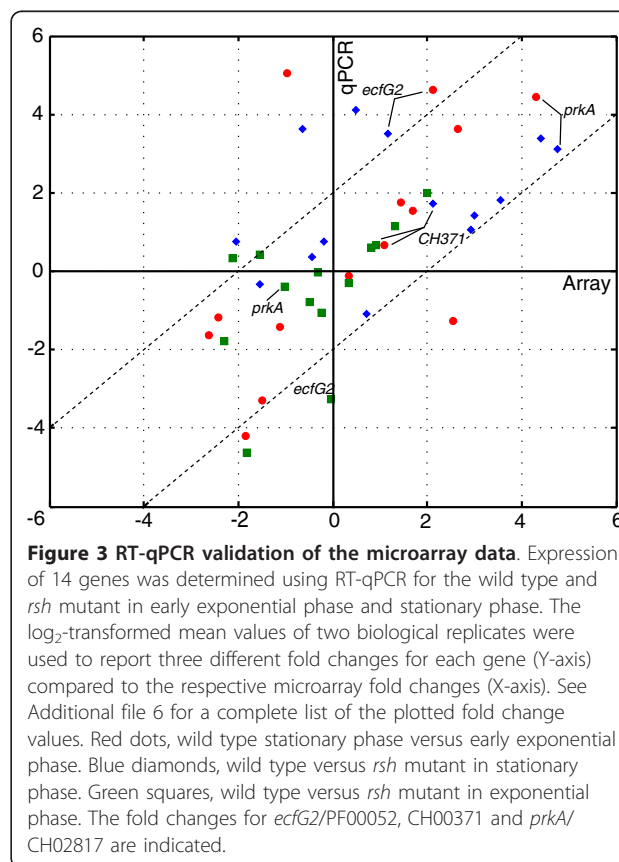 6
qPCR
ecfG2
prkA
4
2
CH371
0
Array
prkA
-2
ecfG2
-4
-6
-6 -4 -2 0 2 4 6
Figure 3 RT-qPCR validation of the microarray data. Expression
of 14 genes was determined using RT-qPCR for the wild type and
rsh mutant in early exponential phase and stationary phase. The
log₂-transformed mean values of two biological replicates were
used to report three different fold changes for each gene (Y-axis)
compared to the respective microarray fold changes (X-axis). See
Additional file 6 for a complete list of the plotted fold change
values. Red dots, wild type stationary phase versus early exponential
phase. Blue diamonds, wild type versus rsh mutant in stationary
phase. Green squares, wild type versus rsh mutant in exponential
phase. The fold changes for ecfG2/PF00052, CH00371 and prkA/
CH02817 are indicated.